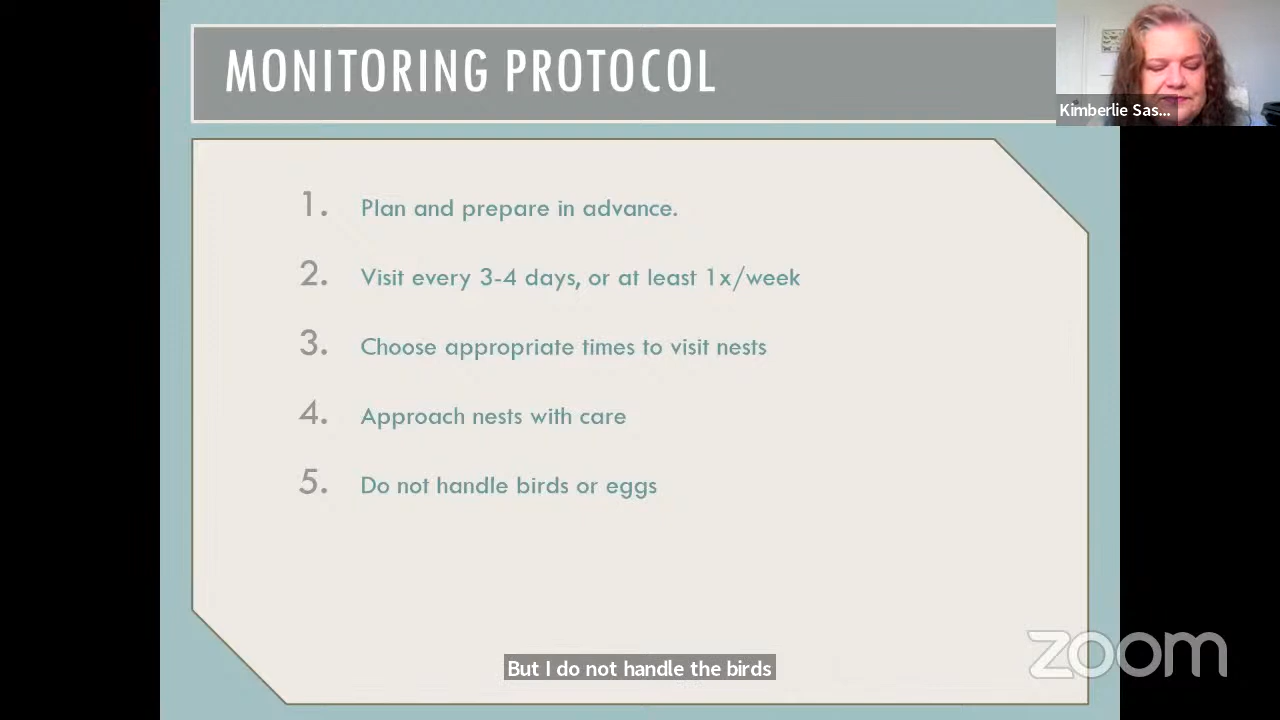 MONITORING PROTOCOL
Kimberlie Sas...
1. Plan and prepare in advance.
2. Visit every 3-4 days, or at least 1x/week
3. Choose appropriate times to visit nests
4. Approach nests with care
5. Do not handle birds or eggs
But I do not handle the birds
zoom